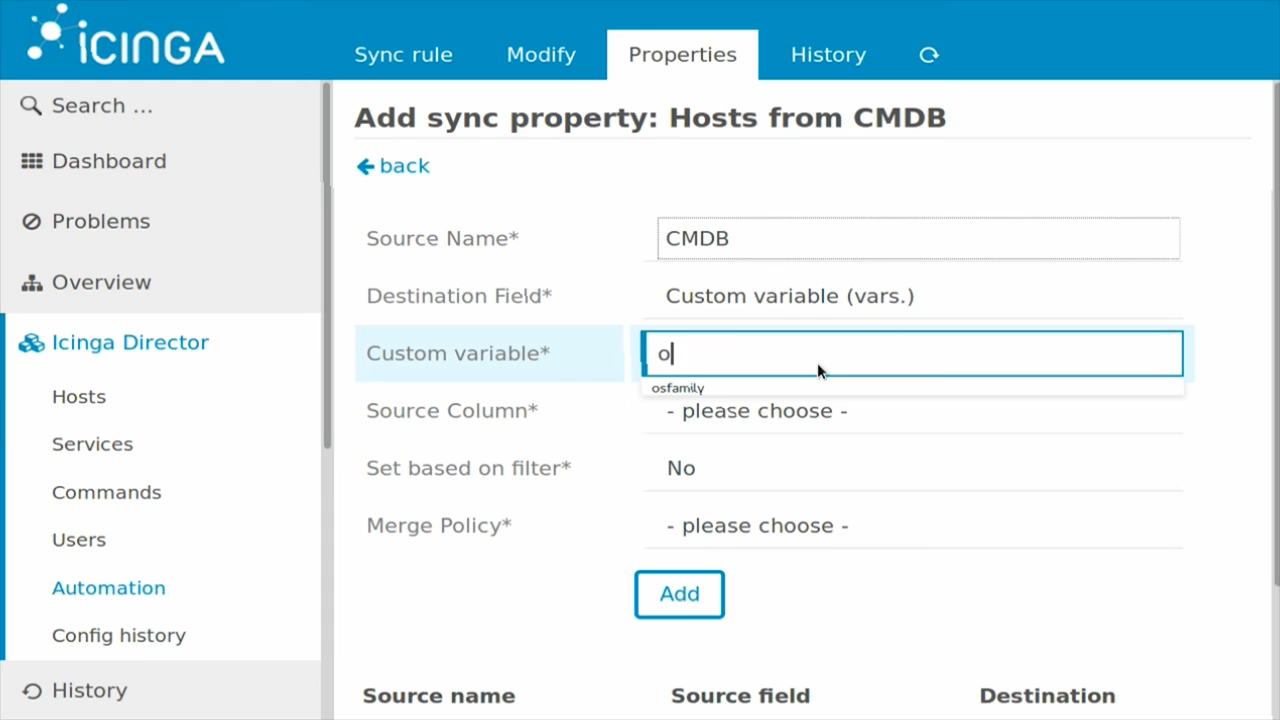 iCINGA
Sync rule Modify Properties History
Search ...
Dashboard
Problems
Overview
Icinga Director
Hosts
Services
Commands
Users
Automation
Config history
History
Add sync property: Hosts from CMDB
back
Source Name* CMDB
Destination Field* Custom variable (vars.)
Custom variable* o
osfamily
Source Column* - please choose -
Set based on filter* No
Merge Policy* - please choose -
Add
Source name Source field Destination